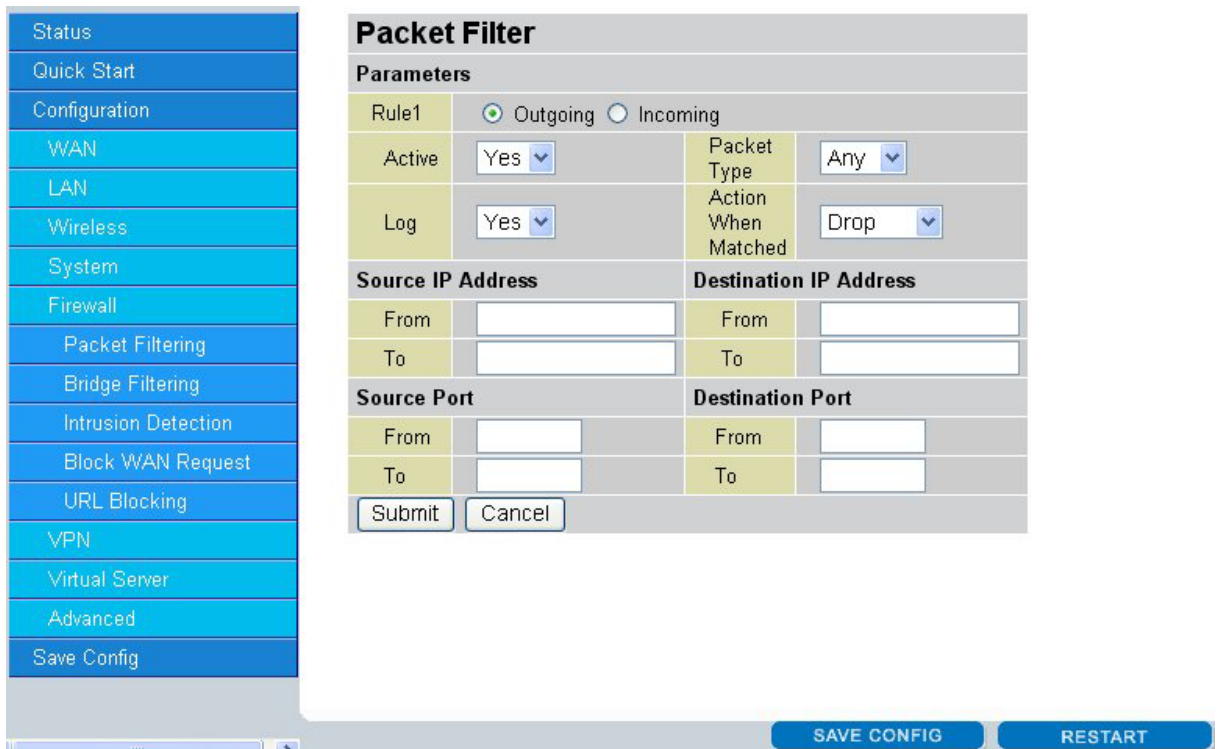 Status
Quick Start
Configuration
WAN
LAN
Wireless
System
Firewall
Packet Filtering
Bridge Filtering
Intrusion Detection
Block WAN Request
URL Blocking
VPN
Virtual Server
Advanced
Save Config
Packet Filter
Parameters
Rule1 Outgoing Incoming
Active Yes Packet Type Any
Log Yes Action When Matched Drop
Source IP Address Destination IP Address
From From
To To
Source Port Destination Port
From From
To To
Submit Cancel
SAVE CONFIG RESTART